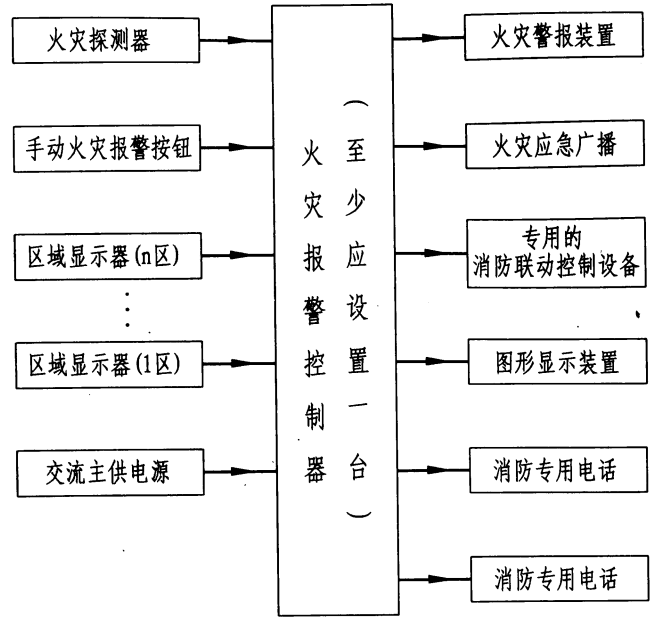 火灾探测器
手动火灾报警按钮
区域显示器(n区)
⋮
区域显示器(1区)
交流主供电源
火灾报警控制器
(至少应设置一台)
火灾警报装置
火灾应急广播
专用的
消防联动控制设备
图形显示装置
消防专用电话
消防专用电话